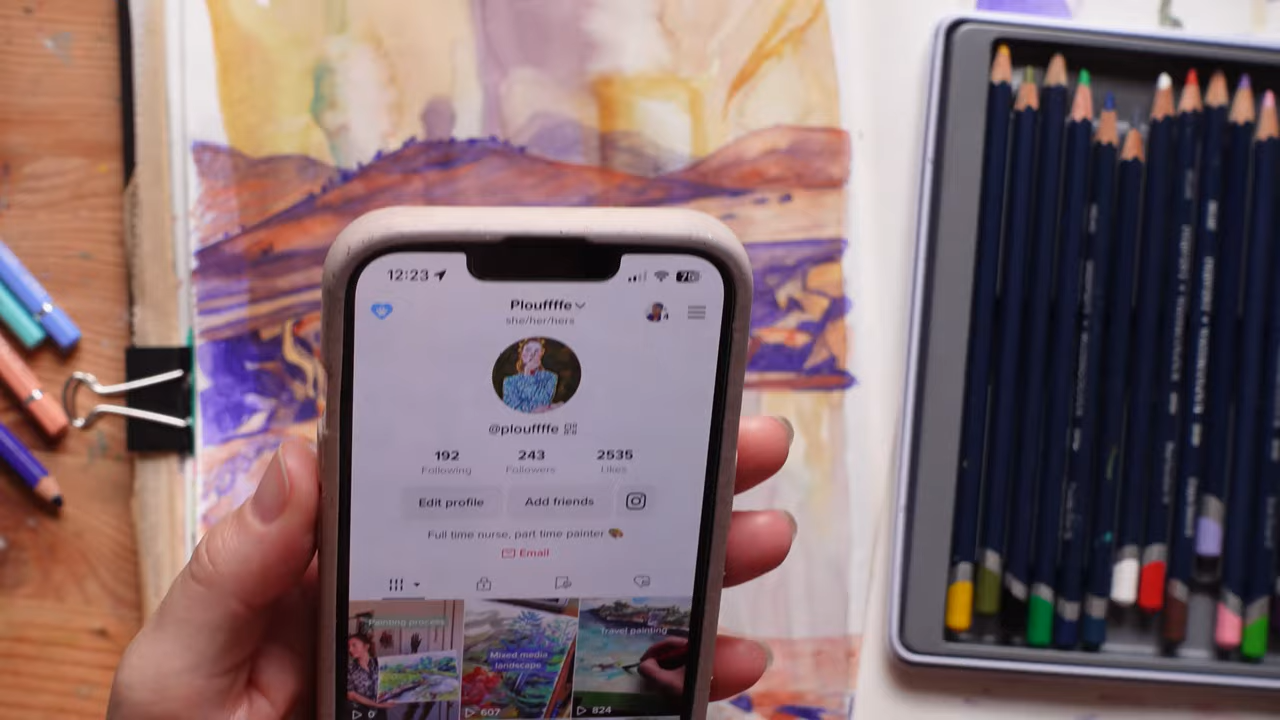 12:23
Plouffffe
she/her/hers
@plouffffe
192 243 2535
Following Followers Likes
Edit profile Add friends
Full time nurse, part time painter 🎨
Email
Painting process
Mixed media
landscape
Travel painting
0
607
824